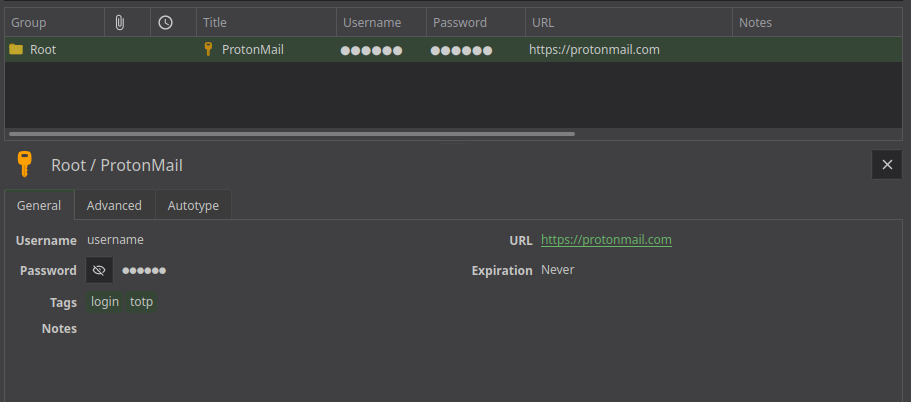 Group Title Username Password URL Notes
Root ProtonMail ●●●●●● ●●●●●● https://protonmail.com
Root / ProtonMail
General Advanced Autotype
Username username URL https://protonmail.com
Password ●●●●●● Expiration Never
Tags login totp
Notes